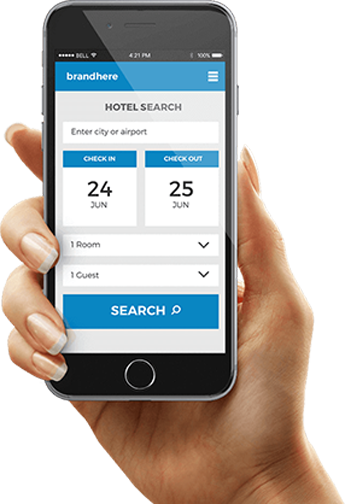 BELL 4:21 PM 100%
brandhere
HOTEL SEARCH
Enter city or airport
CHECK IN CHECK OUT
24 25
JUN JUN
1 Room
1 Guest
SEARCH